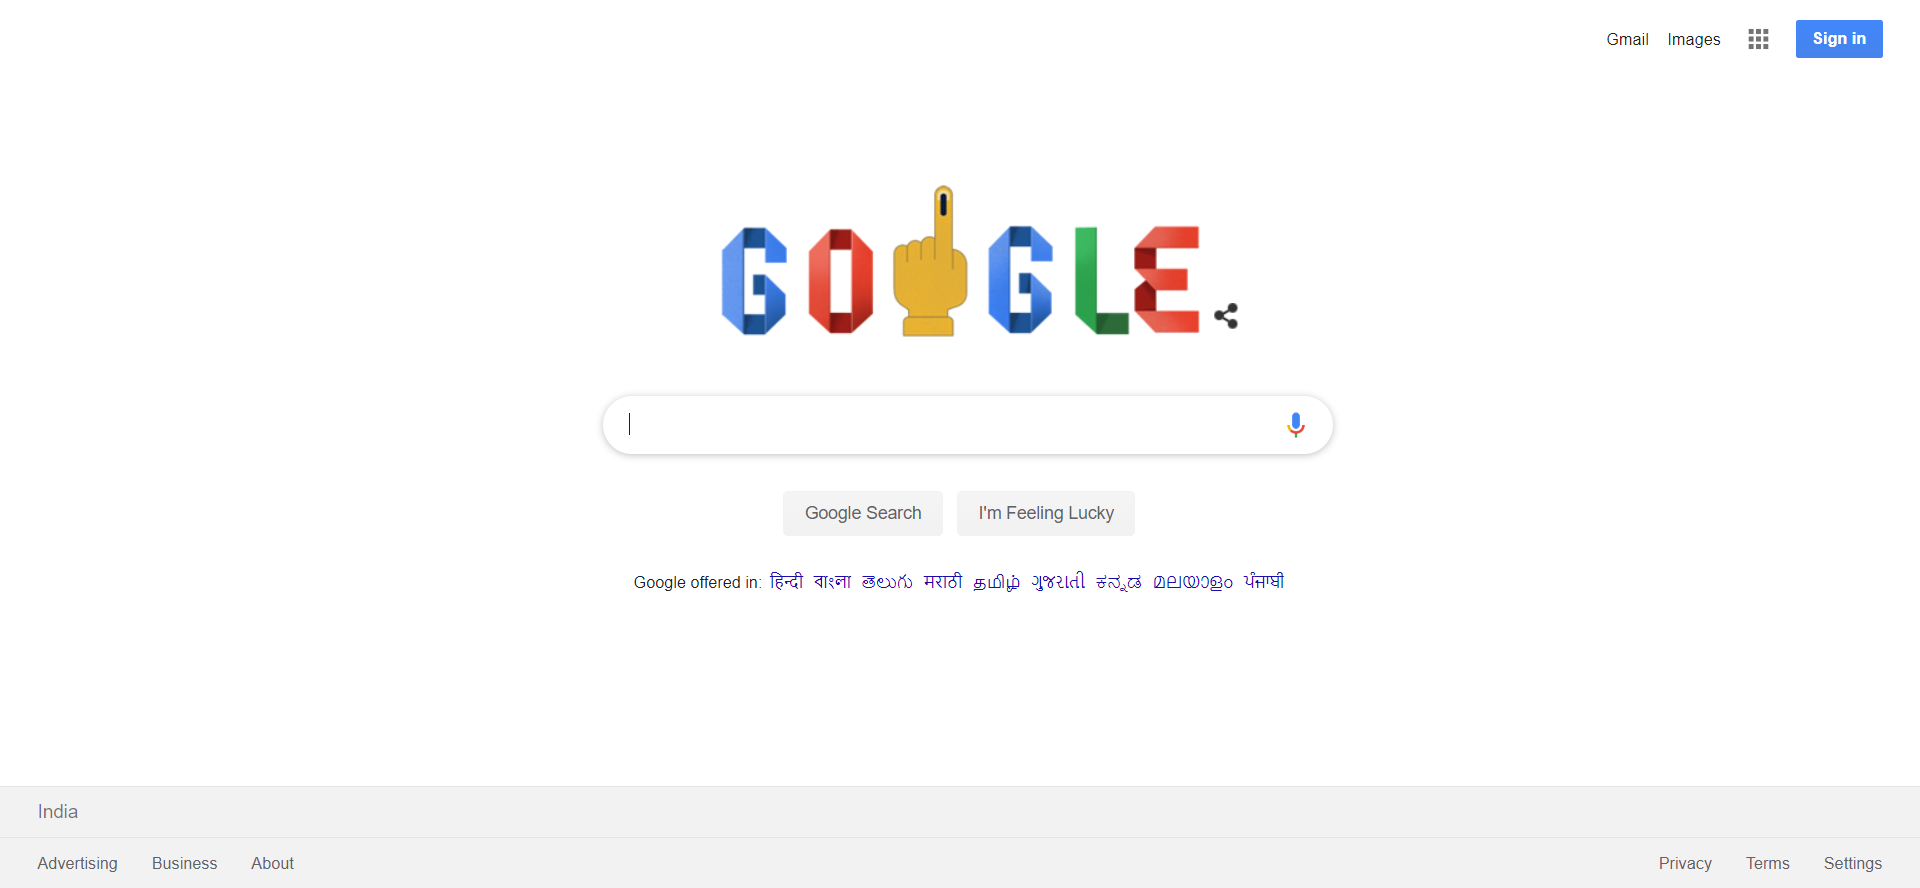 Gmail Images Sign in
GO GLE
Google Search I'm Feeling Lucky
Google offered in: हिन्दी বাংলা తెలుగు मराठी தமிழ் ગુજરાતી ಕನ್ನಡ മലയാളം ਪੰਜਾਬੀ
India
Advertising Business About Privacy Terms Settings